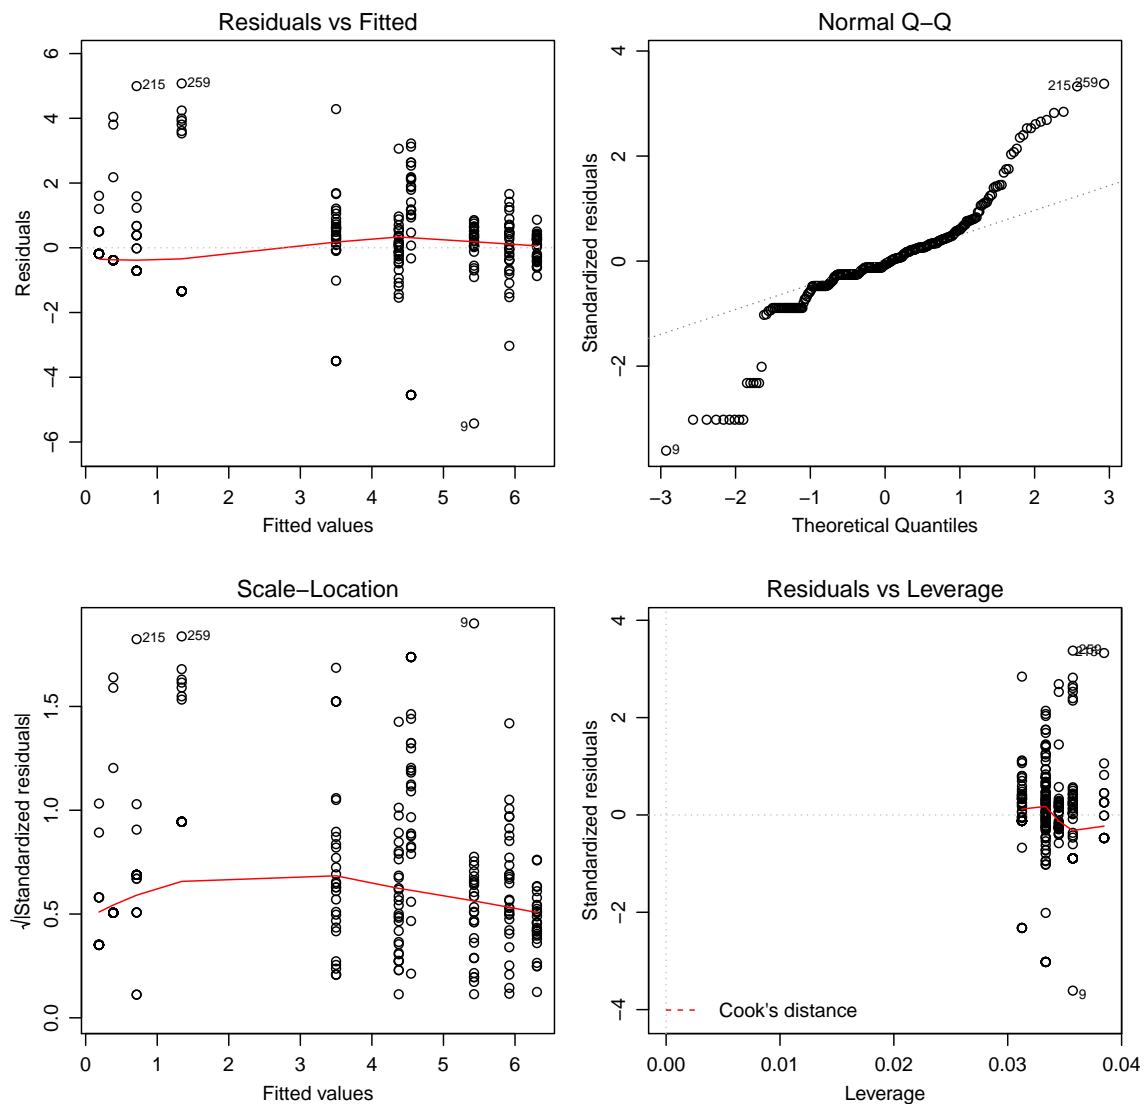 Residuals vs Fitted
6
4
2
0
−2
−4
−6
Residuals
215
259
9
0 1 2 3 4 5 6
Fitted values
Normal Q−Q
4
2
0
−2
Standardized residuals
215
259
9
−3 −2 −1 0 1 2 3
Theoretical Quantiles
Scale−Location
1.5
1.0
0.5
0.0
√|Standardized residuals|
215
259
9
0 1 2 3 4 5 6
Fitted values
Residuals vs Leverage
4
2
0
−2
−4
Standardized residuals
259
215
9
Cook's distance
0.00 0.01 0.02 0.03 0.04
Leverage